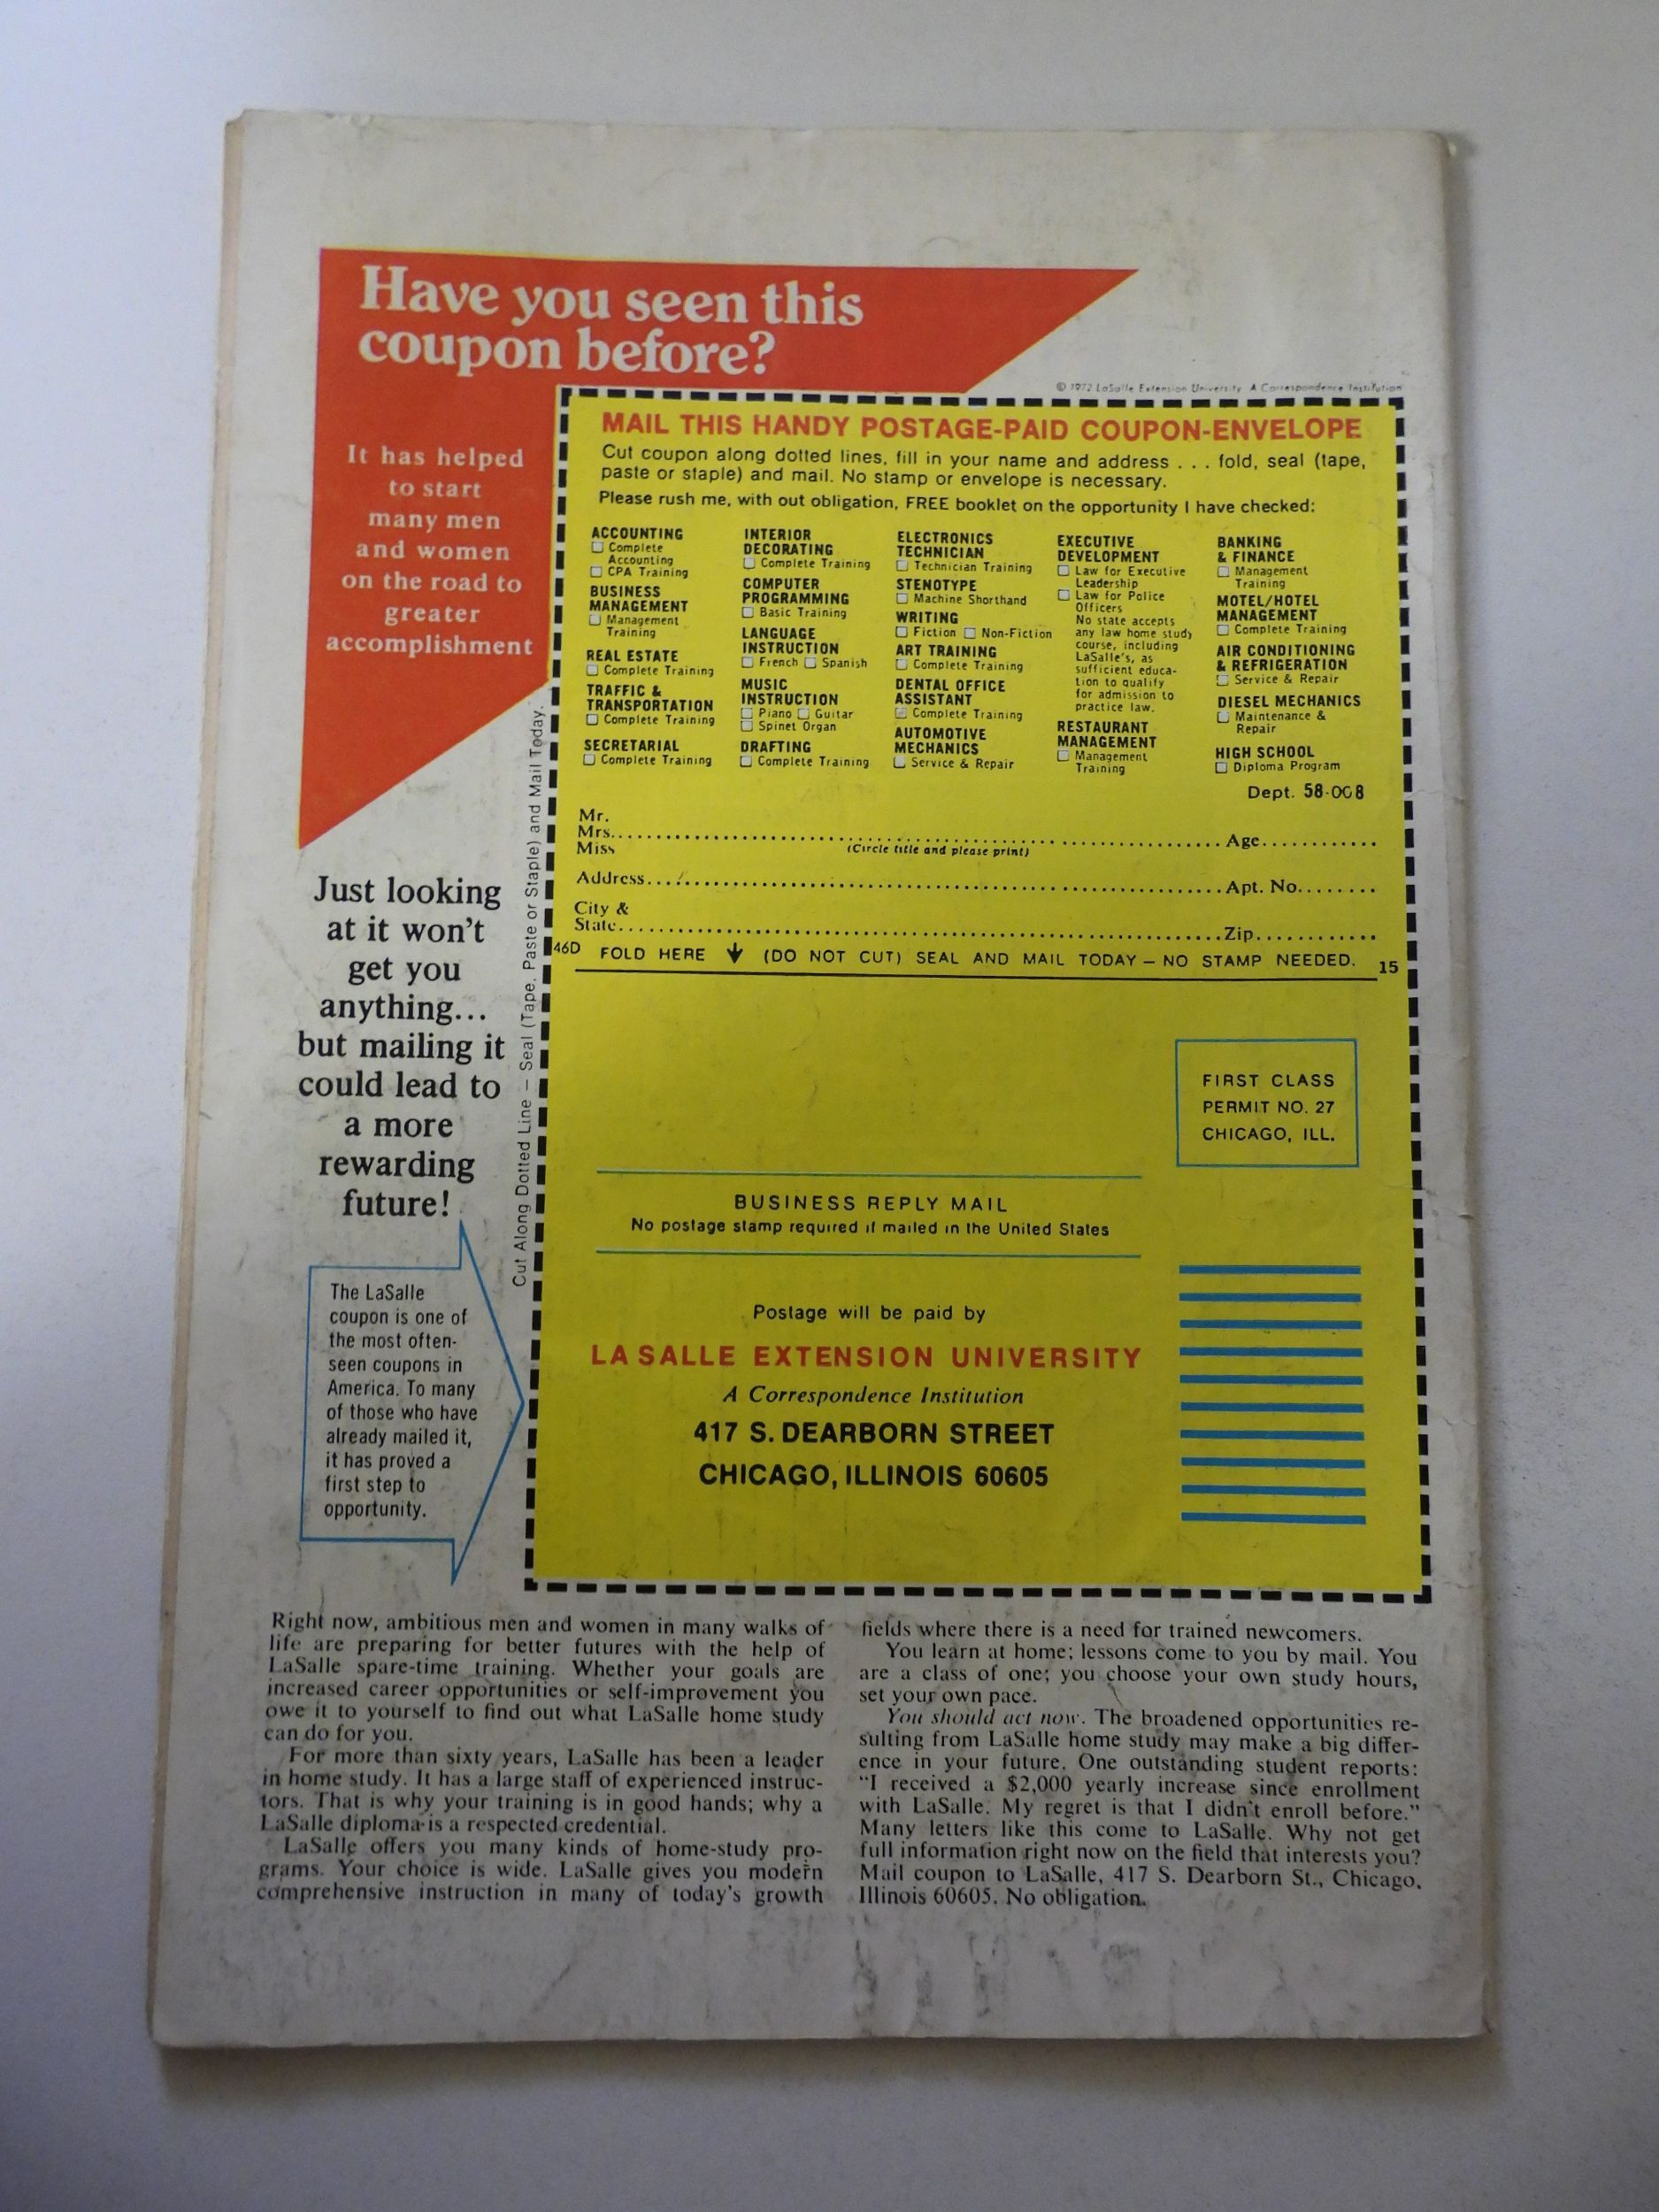 Have you seen this
coupon before?
It has helped
to start
many men
and women
on the road to
greater
accomplishment
© 1972 LaSalle Extension University A Correspondence Institution
MAIL THIS HANDY POSTAGE-PAID COUPON-ENVELOPE
Cut coupon along dotted lines, fill in your name and address . . . fold, seal (tape,
paste or staple) and mail. No stamp or envelope is necessary.
Please rush me, with out obligation, FREE booklet on the opportunity I have checked:
ACCOUNTING
☐ Complete
Accounting
☐ CPA Training
BUSINESS
MANAGEMENT
☐ Management
Training
REAL ESTATE
☐ Complete Training
TRAFFIC &
TRANSPORTATION
☐ Complete Training
SECRETARIAL
☐ Complete Training
INTERIOR
DECORATING
☐ Complete Training
COMPUTER
PROGRAMMING
☐ Basic Training
LANGUAGE
INSTRUCTION
☐ French ☐ Spanish
MUSIC
INSTRUCTION
☐ Piano ☐ Guitar
☐ Spinet Organ
DRAFTING
☐ Complete Training
ELECTRONICS
TECHNICIAN
☐ Technician Training
STENOTYPE
☐ Machine Shorthand
WRITING
☐ Fiction ☐ Non-Fiction
ART TRAINING
☐ Complete Training
DENTAL OFFICE
ASSISTANT
☐ Complete Training
AUTOMOTIVE
MECHANICS
☐ Service & Repair
EXECUTIVE
DEVELOPMENT
☐ Law for Executive
Leadership
☐ Law for Police
Officers
No state accepts
any law home study
course, including
LaSalle's, as
sufficient educa-
tion to qualify
for admission to
practice law.
RESTAURANT
MANAGEMENT
☐ Management
Training
BANKING
& FINANCE
☐ Management
Training
MOTEL/HOTEL
MANAGEMENT
☐ Complete Training
AIR CONDITIONING
& REFRIGERATION
☐ Service & Repair
DIESEL MECHANICS
☐ Maintenance &
Repair
HIGH SCHOOL
☐ Diploma Program
Dept. 58-008
Mr.
Mrs. Age
Miss (Circle title and please print)
Address Apt. No.
City &
State Zip
46D FOLD HERE (DO NOT CUT) SEAL AND MAIL TODAY — NO STAMP NEEDED. 15
Cut Along Dotted Line — Seal (Tape, Paste or Staple) and Mail Today.
Just looking
at it won't
get you
anything...
but mailing it
could lead to
a more
rewarding
future!
The LaSalle
coupon is one of
the most often-
seen coupons in
America. To many
of those who have
already mailed it,
it has proved a
first step to
opportunity.
FIRST CLASS
PERMIT NO. 27
CHICAGO, ILL.
BUSINESS REPLY MAIL
No postage stamp required if mailed in the United States
Postage will be paid by
LA SALLE EXTENSION UNIVERSITY
A Correspondence Institution
417 S. DEARBORN STREET
CHICAGO, ILLINOIS 60605
Right now, ambitious men and women in many walks of
life are preparing for better futures with the help of
LaSalle spare-time training. Whether your goals are
increased career opportunities or self-improvement you
owe it to yourself to find out what LaSalle home study
can do for you.
For more than sixty years, LaSalle has been a leader
in home study. It has a large staff of experienced instruc-
tors. That is why your training is in good hands; why a
LaSalle diploma is a respected credential.
LaSalle offers you many kinds of home-study pro-
grams. Your choice is wide. LaSalle gives you modern
comprehensive instruction in many of today's growth
fields where there is a need for trained newcomers.
You learn at home; lessons come to you by mail. You
are a class of one; you choose your own study hours,
set your own pace.
You should act now. The broadened opportunities re-
sulting from LaSalle home study may make a big differ-
ence in your future. One outstanding student reports:
"I received a $2,000 yearly increase since enrollment
with LaSalle. My regret is that I didn't enroll before."
Many letters like this come to LaSalle. Why not get
full information right now on the field that interests you?
Mail coupon to LaSalle, 417 S. Dearborn St., Chicago,
Illinois 60605. No obligation.